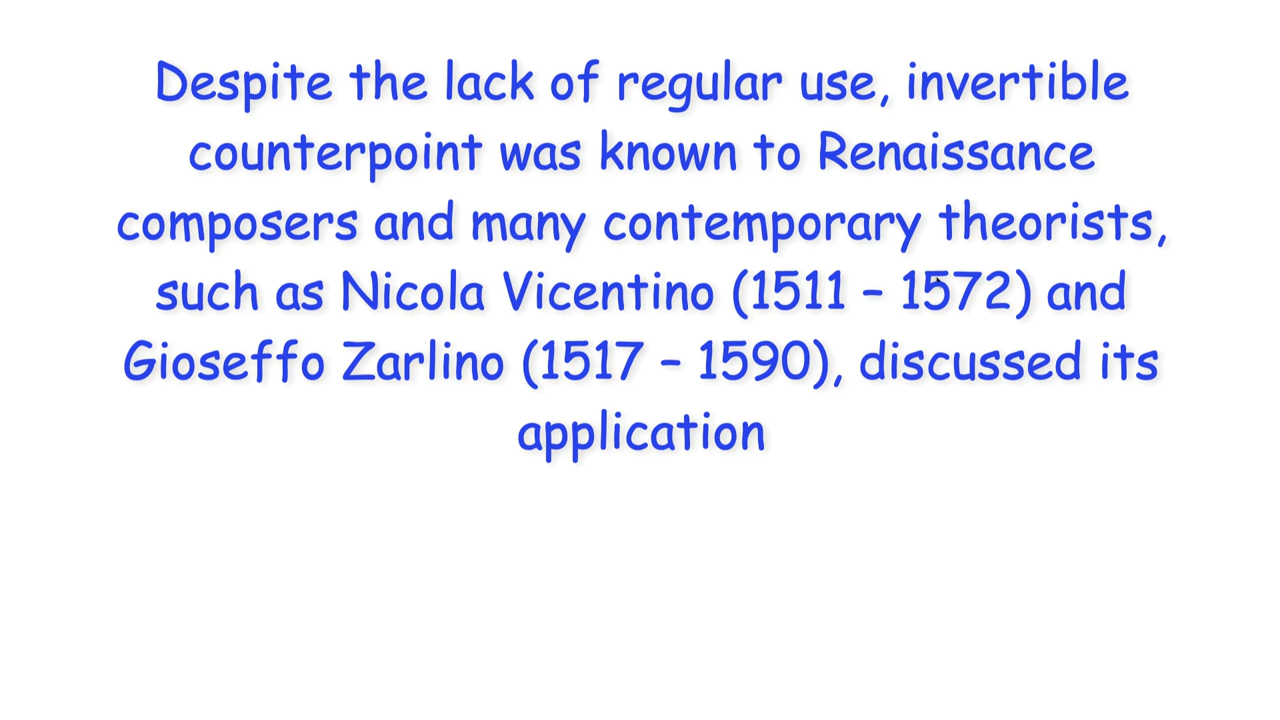 Despite the lack of regular use, invertible
counterpoint was known to Renaissance
composers and many contemporary theorists,
such as Nicola Vicentino (1511 – 1572) and
Gioseffo Zarlino (1517 – 1590), discussed its
application